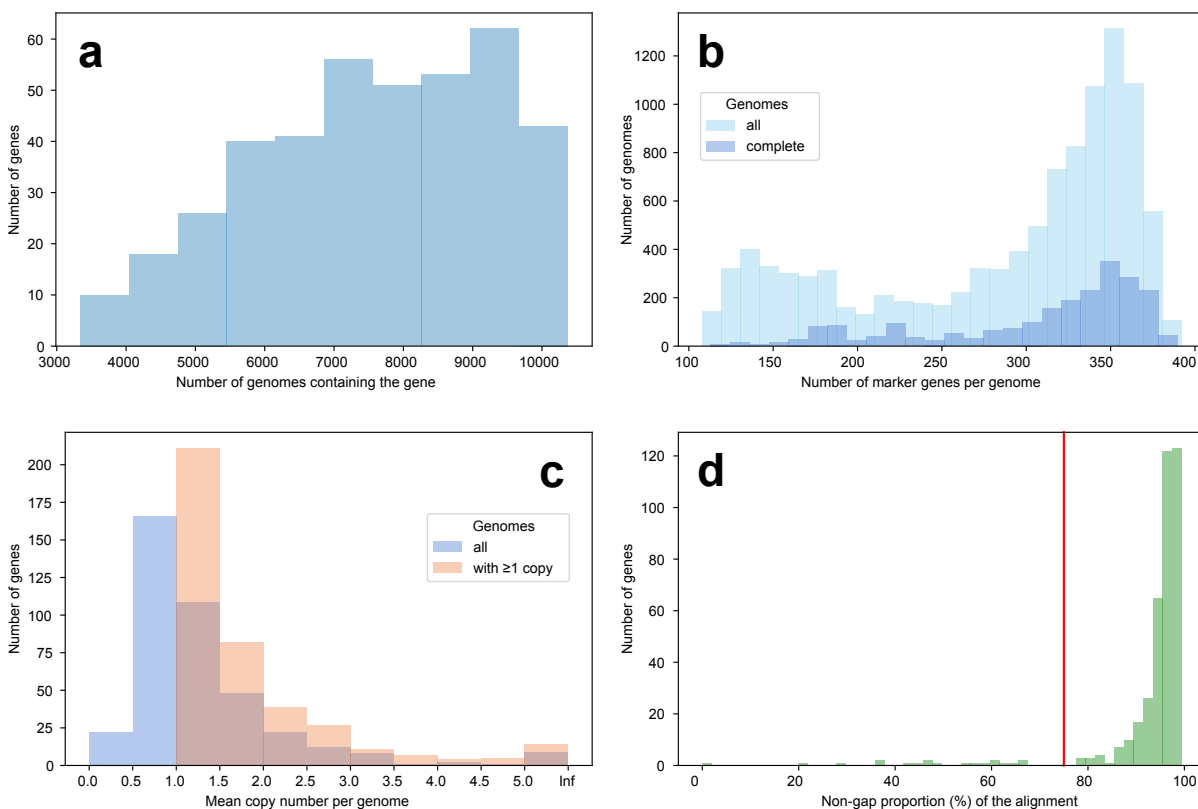 a
60
50
40
30
20
10
0
Number of genes
3000 4000 5000 6000 7000 8000 9000 10000
Number of genomes containing the gene
b
1200
1000
800
600
400
200
0
Number of genomes
Genomes
all
complete
100 150 200 250 300 350 400
Number of marker genes per genome
c
200
175
150
125
100
75
50
25
0
Number of genes
Genomes
all
with ≥1 copy
0.0 0.5 1.0 1.5 2.0 2.5 3.0 3.5 4.0 4.5 5.0 Inf
Mean copy number per genome
d
120
100
80
60
40
20
0
Number of genes
0 20 40 60 80 100
Non-gap proportion (%) of the alignment